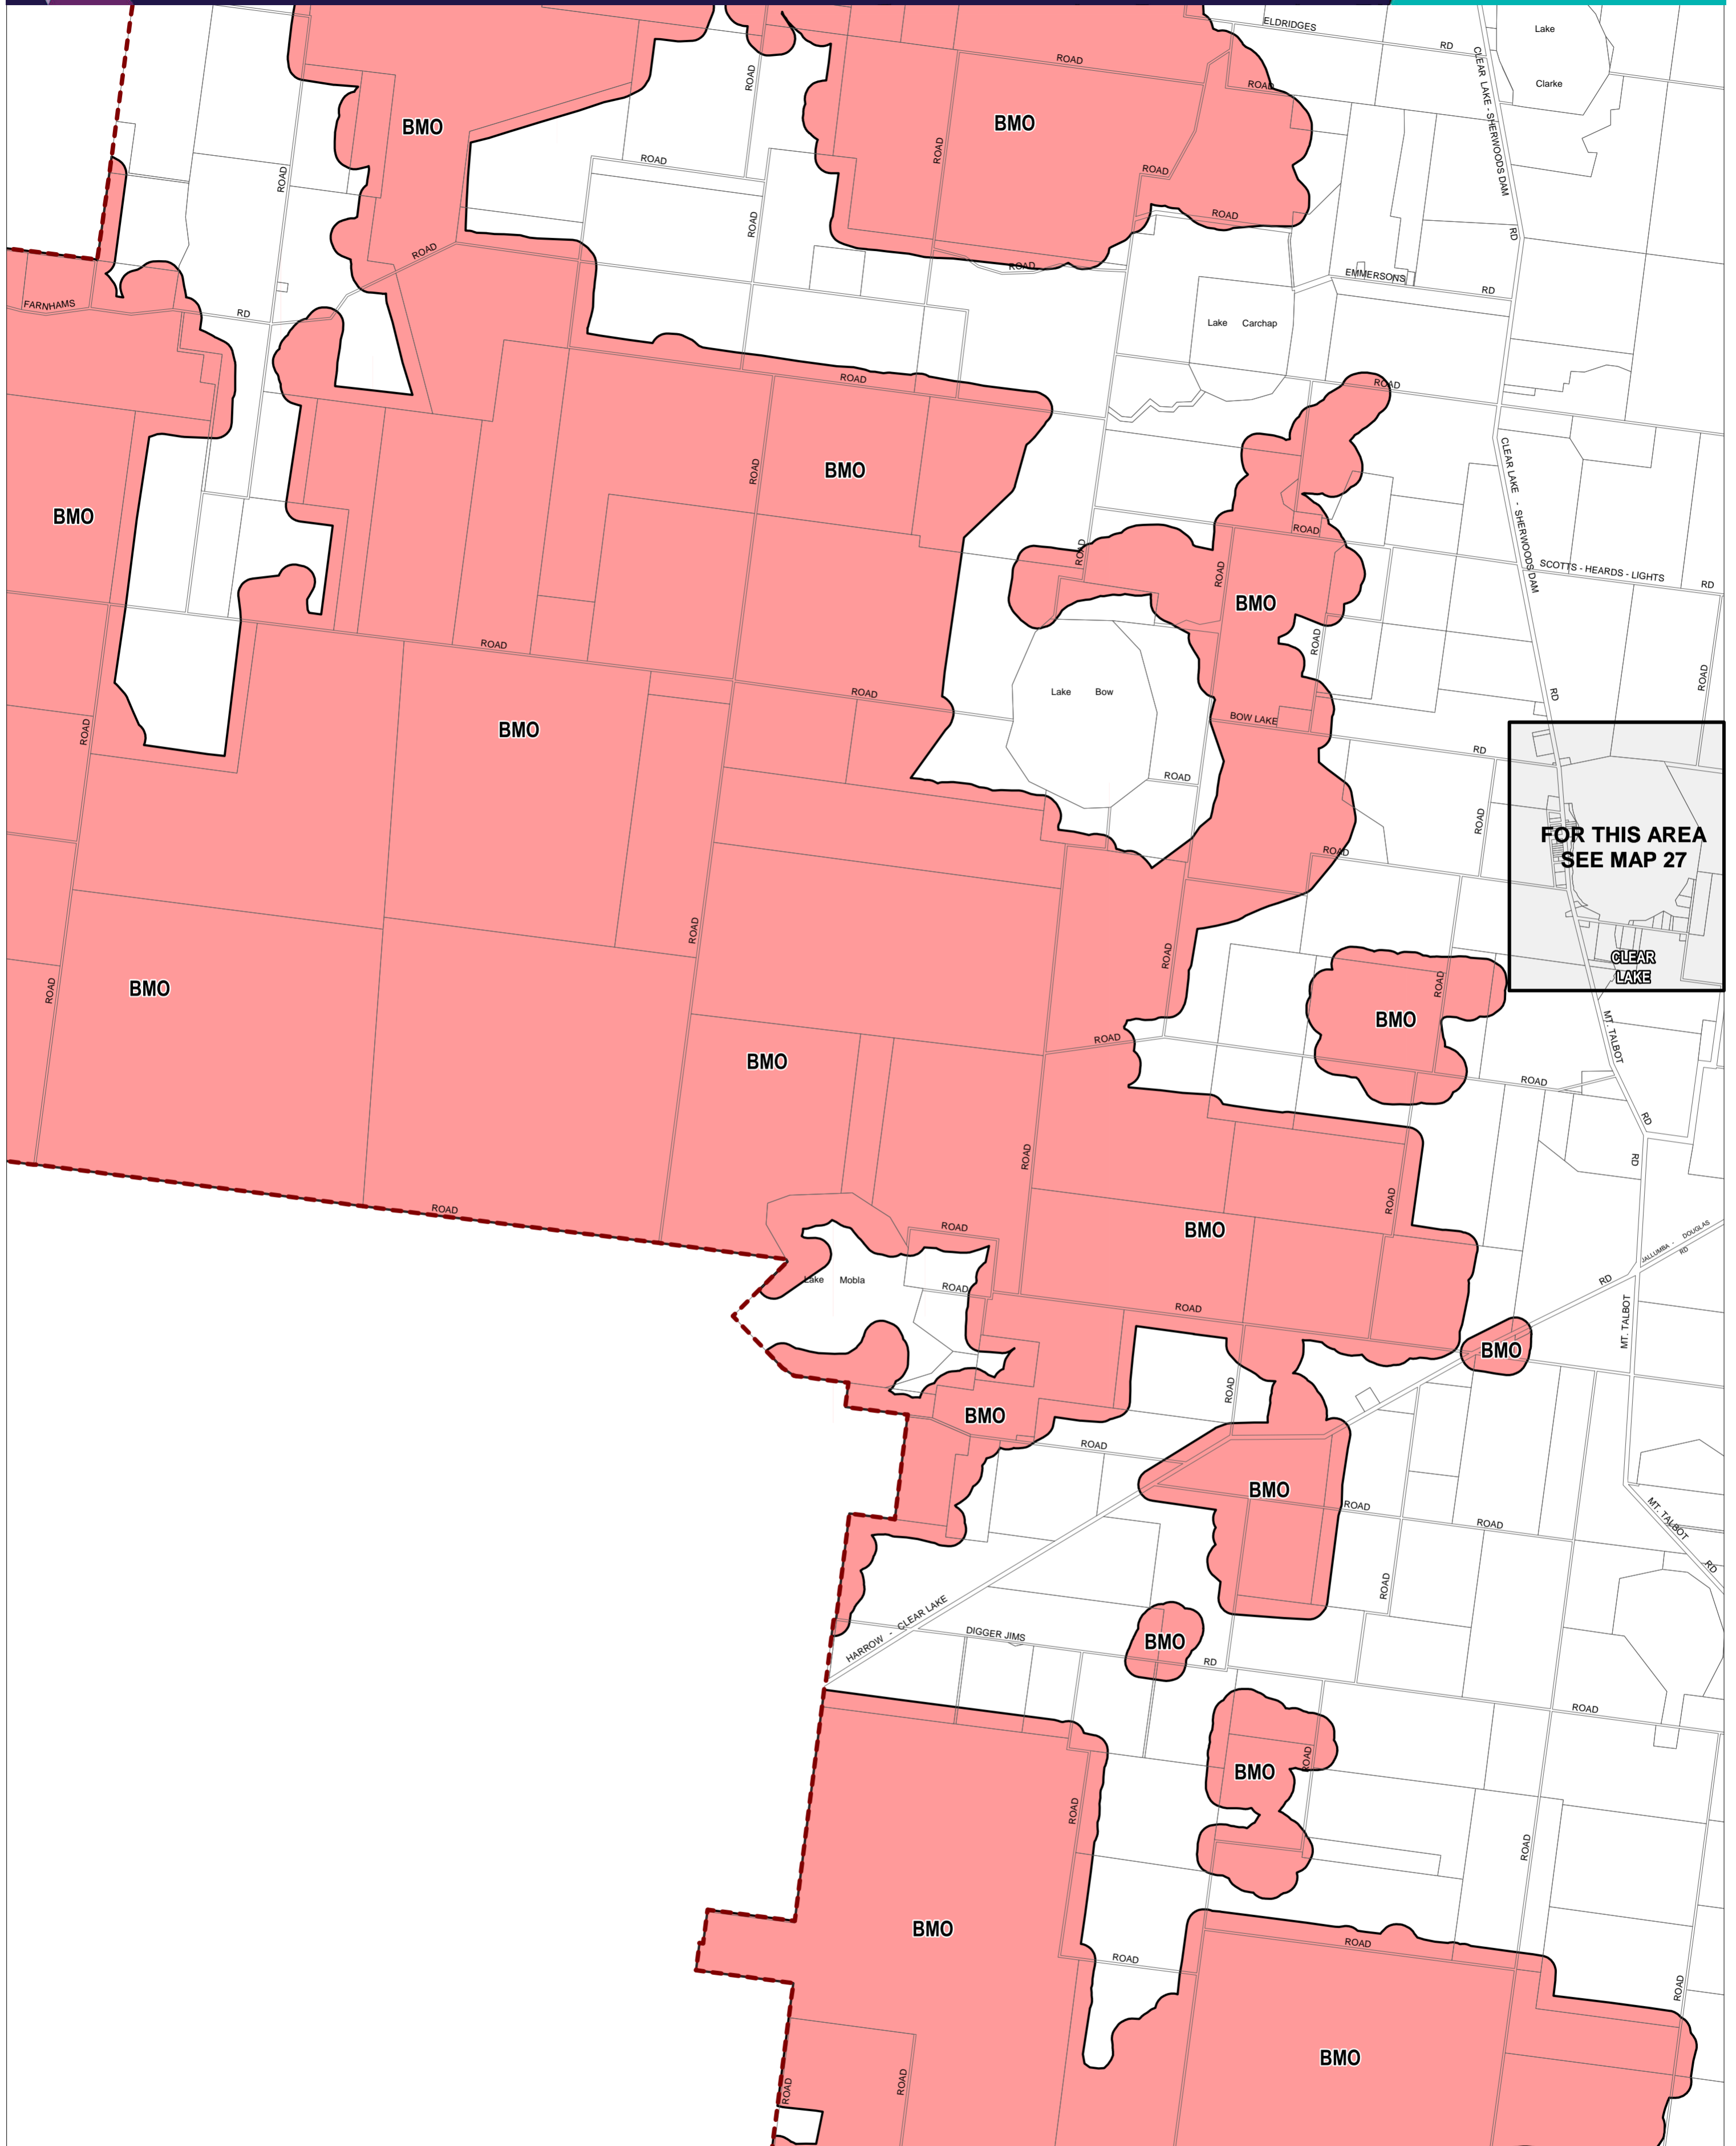 ELDRIDGES
RD
Lake
Clarke
ROAD
ROAD
ROAD
BMO
BMO
CLEAR LAKE - SHERWOODS DAM
RD
ROAD
ROAD
ROAD
ROAD
ROAD
ROAD
ROAD
ROAD
ROAD
EMMERSONS
RD
FARNHAMS
RD
Lake Carchap
ROAD
ROAD
BMO
ROAD
BMO
CLEAR LAKE - SHERWOODS DAM
RD
ROAD
ROAD
ROAD
SCOTTS - HEARDS - LIGHTS
RD
BMO
ROAD
ROAD
ROAD
ROAD
Lake Bow
BOW LAKE
RD
BMO
ROAD
ROAD
ROAD
FOR THIS AREA
SEE MAP 27
ROAD
ROAD
ROAD
CLEAR
LAKE
BMO
ROAD
ROAD
BMO
MT. TALBOT
RD
ROAD
BMO
ROAD
ROAD
RD
ROAD
ROAD
BMO
ROAD
JALLUMBA - DOUGLAS
RD
Lake Mobla
ROAD
RD
ROAD
MT. TALBOT
BMO
ROAD
BMO
ROAD
BMO
ROAD
ROAD
MT. TALBOT
RD
ROAD
HARROW - CLEAR LAKE
DIGGER JIMS
RD
BMO
ROAD
ROAD
BMO
ROAD
ROAD
BMO
ROAD
ROAD
ROAD
BMO
ROAD
ROAD